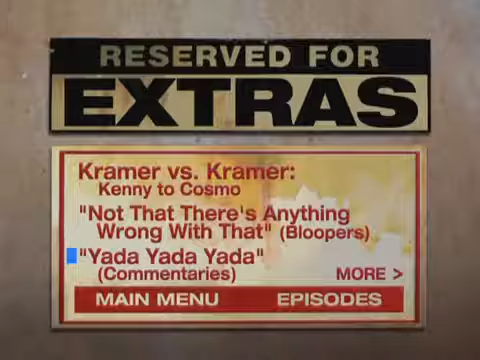 RESERVED FOR
EXTRAS
Kramer vs. Kramer:
Kenny to Cosmo
"Not That There's Anything
Wrong With That" (Bloopers)
"Yada Yada Yada"
(Commentaries)
MORE >
MAIN MENU
EPISODES